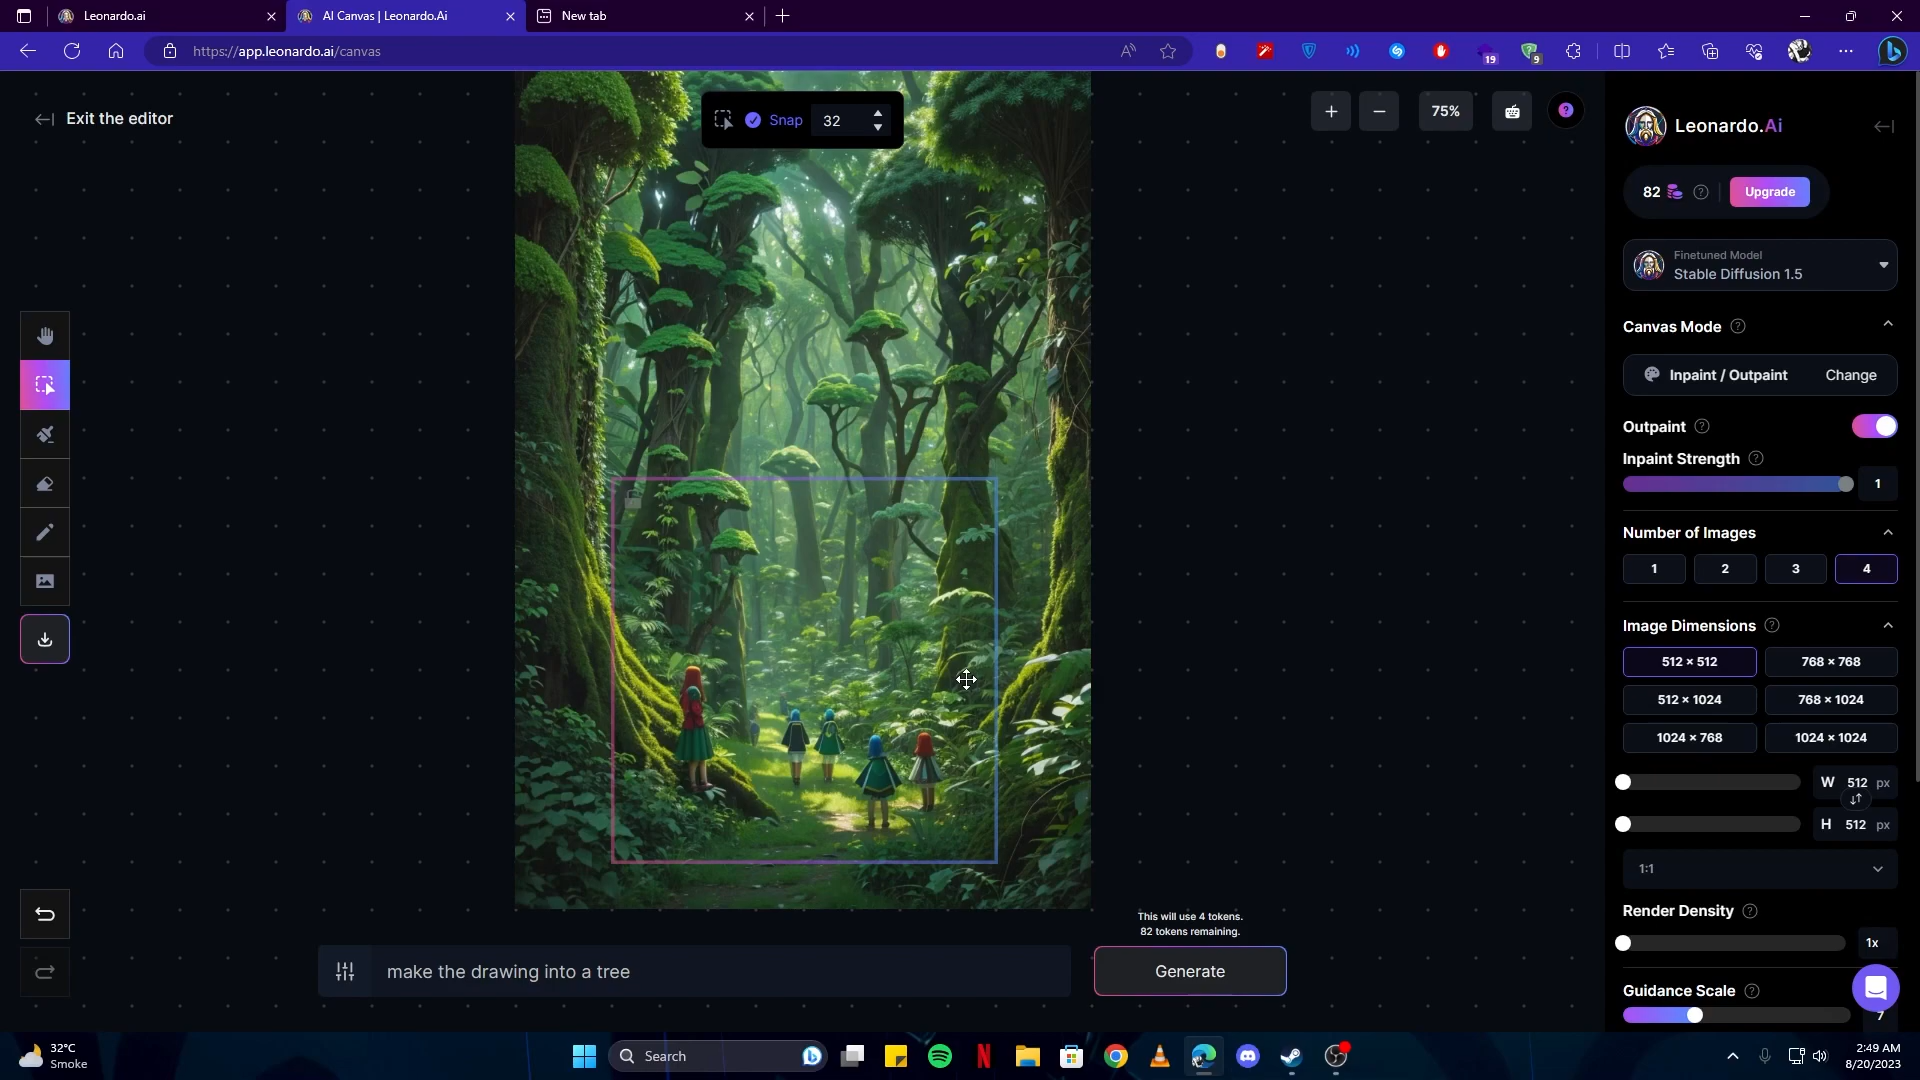 Leonardo.ai
AI Canvas | Leonardo.Ai
New tab
https://app.leonardo.ai/canvas
19
9
Exit the editor
Snap
32
75%
Leonardo.Ai
82
Upgrade
Finetuned Model
Stable Diffusion 1.5
Canvas Mode
Inpaint / Outpaint
Change
Outpaint
Inpaint Strength
1
Number of Images
1
2
3
4
Image Dimensions
512 × 512
768 × 768
512 × 1024
768 × 1024
1024 × 768
1024 × 1024
W 512 px
H 512 px
1:1
Render Density
1x
Guidance Scale
7
This will use 4 tokens.
82 tokens remaining.
make the drawing into a tree
Generate
32°C
Smoke
Search
2:49 AM
8/20/2023